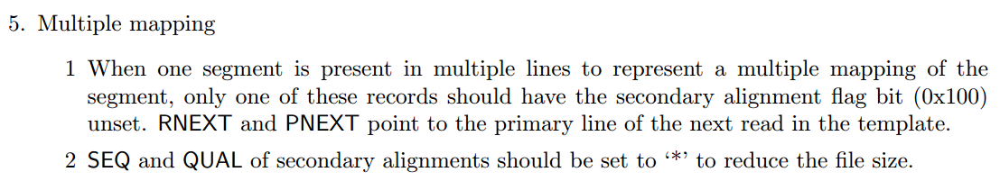 5. Multiple mapping
1 When one segment is present in multiple lines to represent a multiple mapping of the
segment, only one of these records should have the secondary alignment flag bit (0x100)
unset. RNEXT and PNEXT point to the primary line of the next read in the template.
2 SEQ and QUAL of secondary alignments should be set to ‘*’ to reduce the file size.